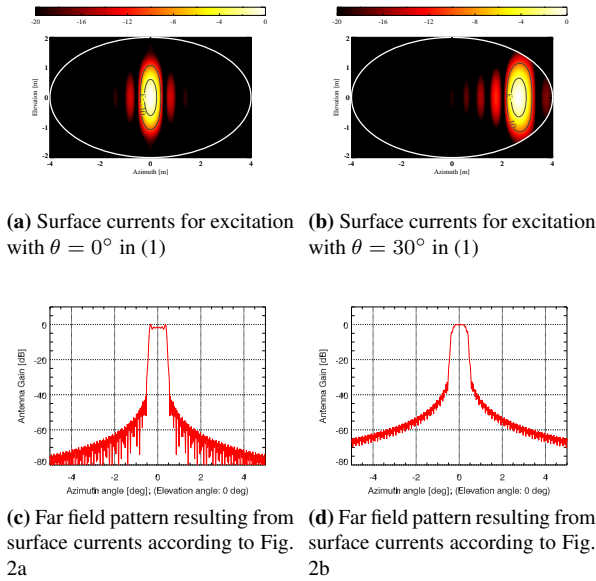 -20 -16 -12 -8 -4 0
-30 -24 -18 -12 -6 0
2
1
0
-1
-2
Elevation [m]
-4 -2 0 2 4
Azimuth [m]
2
1
0
-1
-2
Elevation [m]
-4 -2 0 2 4
Azimuth [m]
(a) Surface currents for excitation
with θ = 0° in (1)
(b) Surface currents for excitation
with θ = 30° in (1)
0
-20
-40
-60
-80
Antenna Gain [dB]
-4 -2 0 2 4
Azimuth angle [deg]; (Elevation angle: 0 deg)
0
-20
-40
-60
-80
Antenna Gain [dB]
-4 -2 0 2 4
Azimuth angle [deg]; (Elevation angle: 0 deg)
(c) Far field pattern resulting from
surface currents according to Fig.
2a
(d) Far field pattern resulting from
surface currents according to Fig.
2b